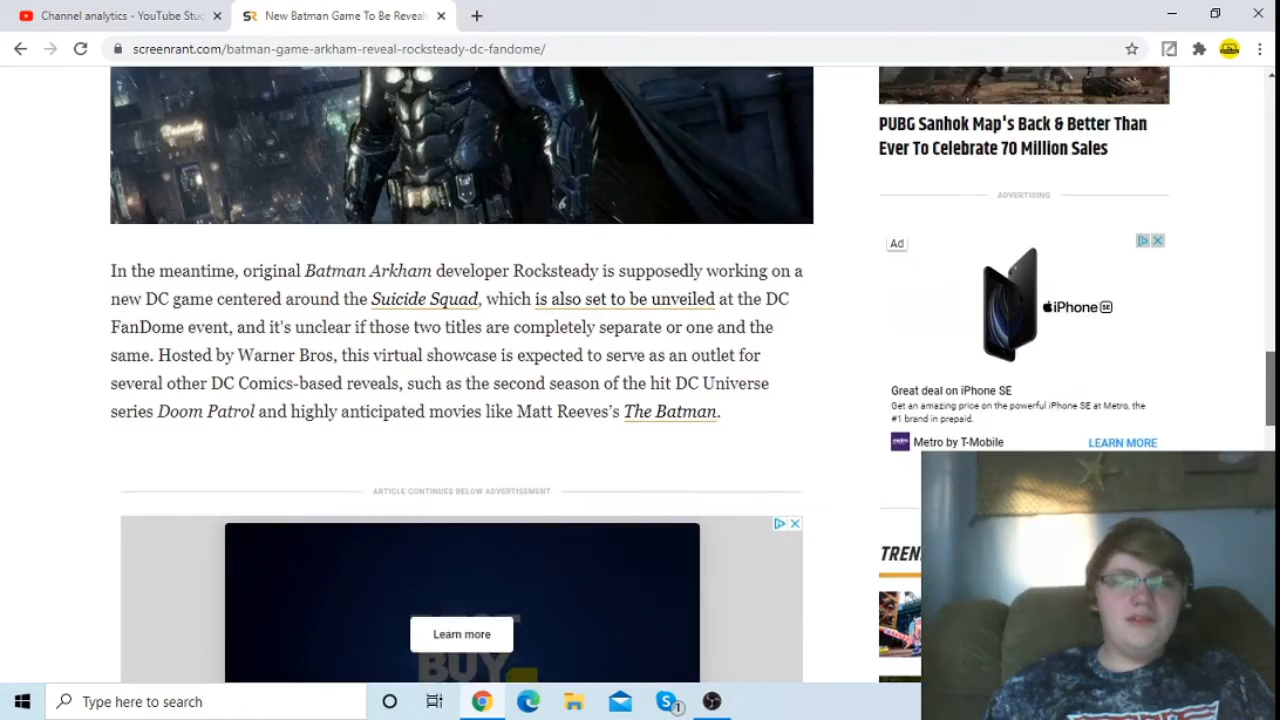 Channel analytics - YouTube Stu
New Batman Game To Be Reveal
screenrant.com/batman-game-arkham-reveal-rocksteady-dc-fandome/
In the meantime, original Batman Arkham developer Rocksteady is supposedly working on a
new DC game centered around the Suicide Squad, which is also set to be unveiled at the DC
FanDome event, and it's unclear if those two titles are completely separate or one and the
same. Hosted by Warner Bros, this virtual showcase is expected to serve as an outlet for
several other DC Comics-based reveals, such as the second season of the hit DC Universe
series Doom Patrol and highly anticipated movies like Matt Reeves's The Batman.
ARTICLE CONTINUES BELOW ADVERTISEMENT
Learn more
BUY
PUBG Sanhok Map's Back & Better Than
Ever To Celebrate 70 Million Sales
ADVERTISING
Ad
iPhone SE
Great deal on iPhone SE
Get an amazing price on the powerful iPhone SE at Metro, the
#1 brand in prepaid.
Metro by T-Mobile
LEARN MORE
TREN
Type here to search
1